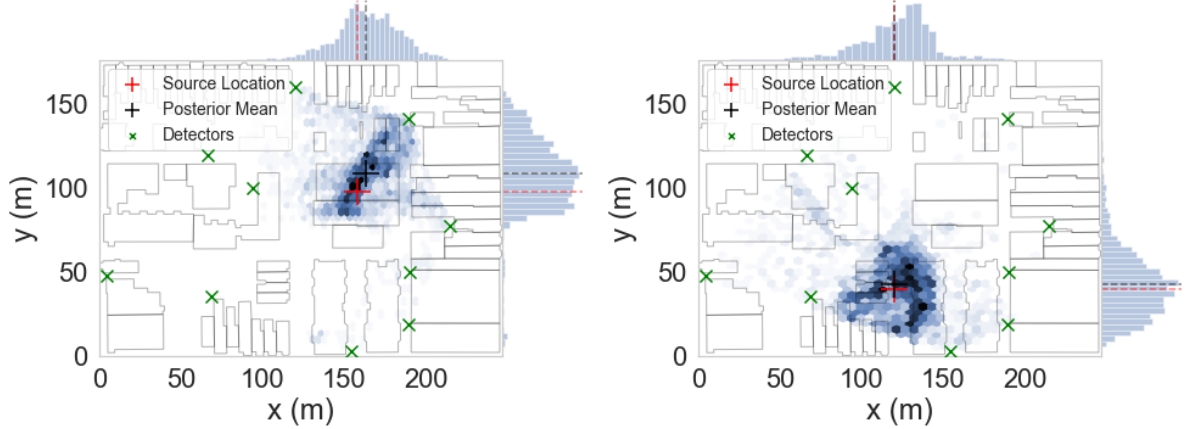 Source Location
Posterior Mean
Detectors
150
100
50
0
y (m)
0 50 100 150 200
x (m)
Source Location
Posterior Mean
Detectors
150
100
50
0
y (m)
0 50 100 150 200
x (m)